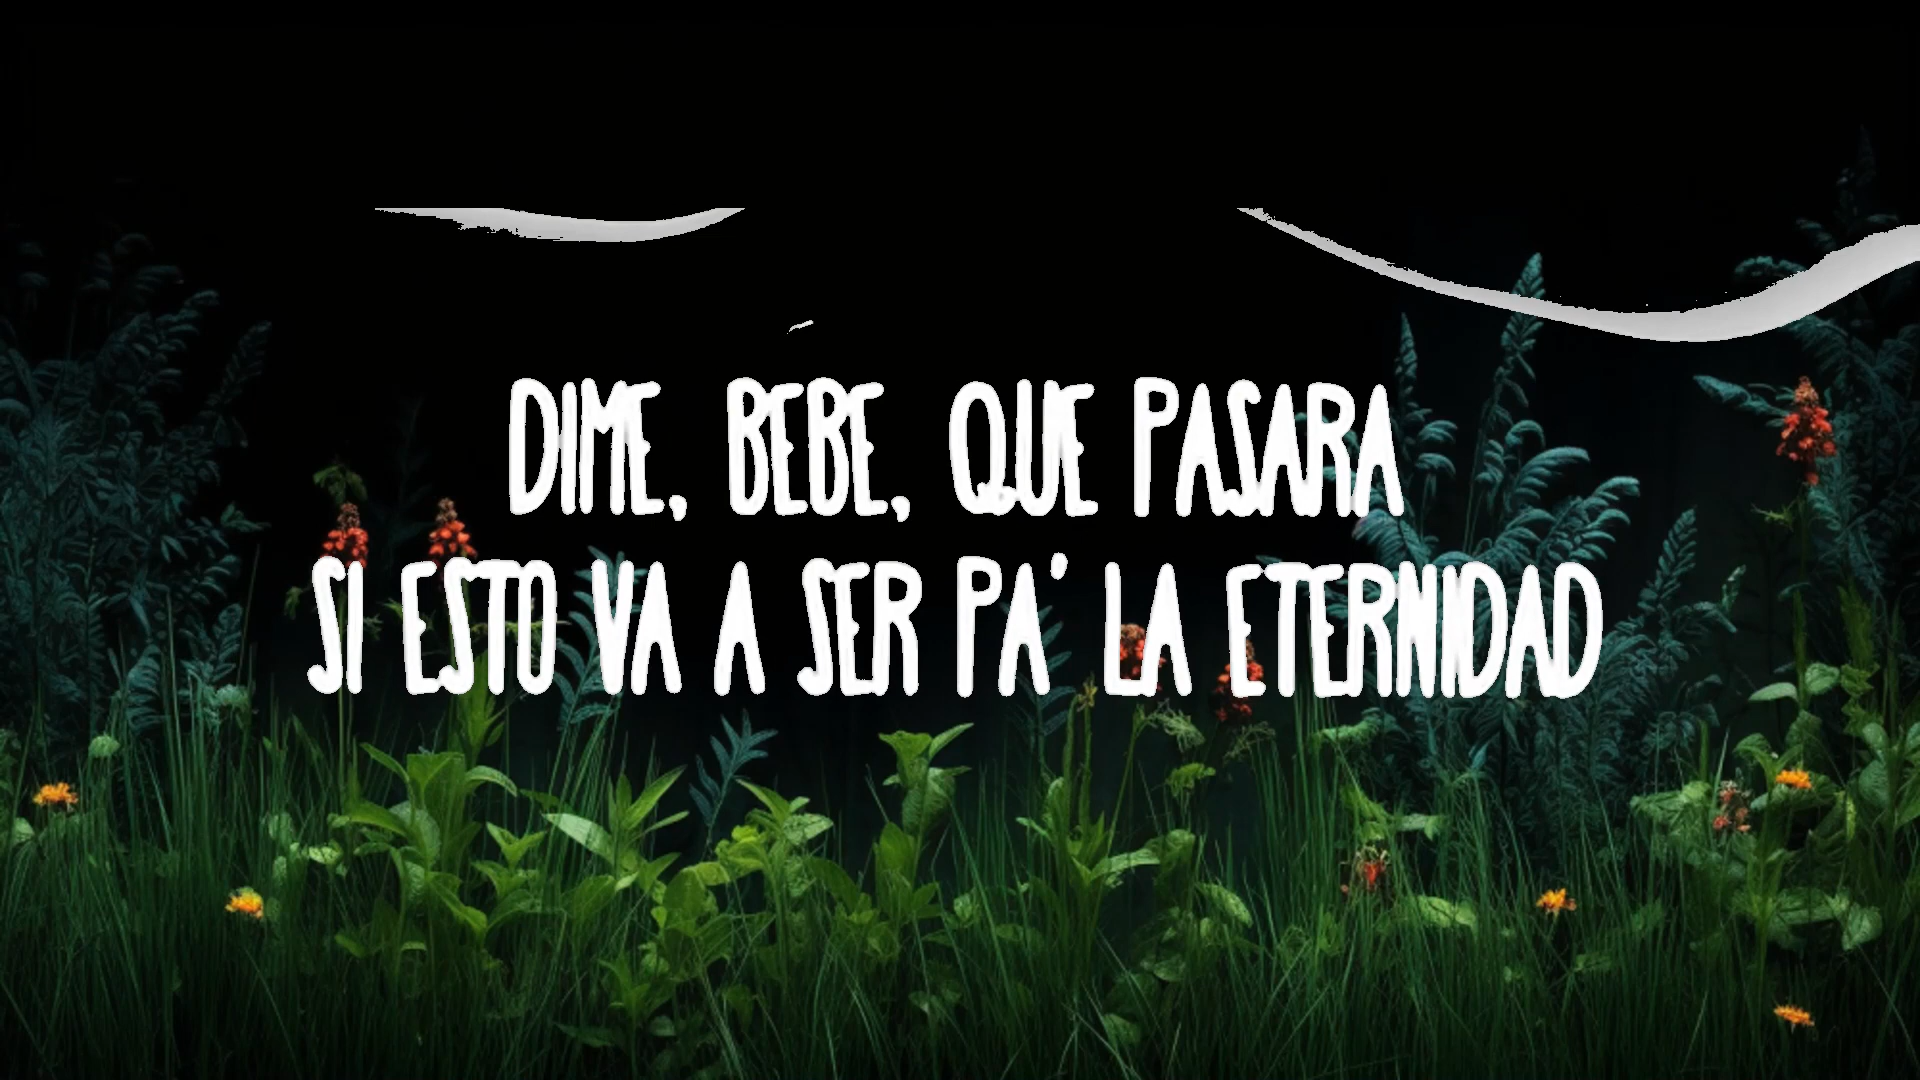 DIME, BEBE, QUE PASARA
SI ESTO VA A SER PA' LA ETERNIDAD